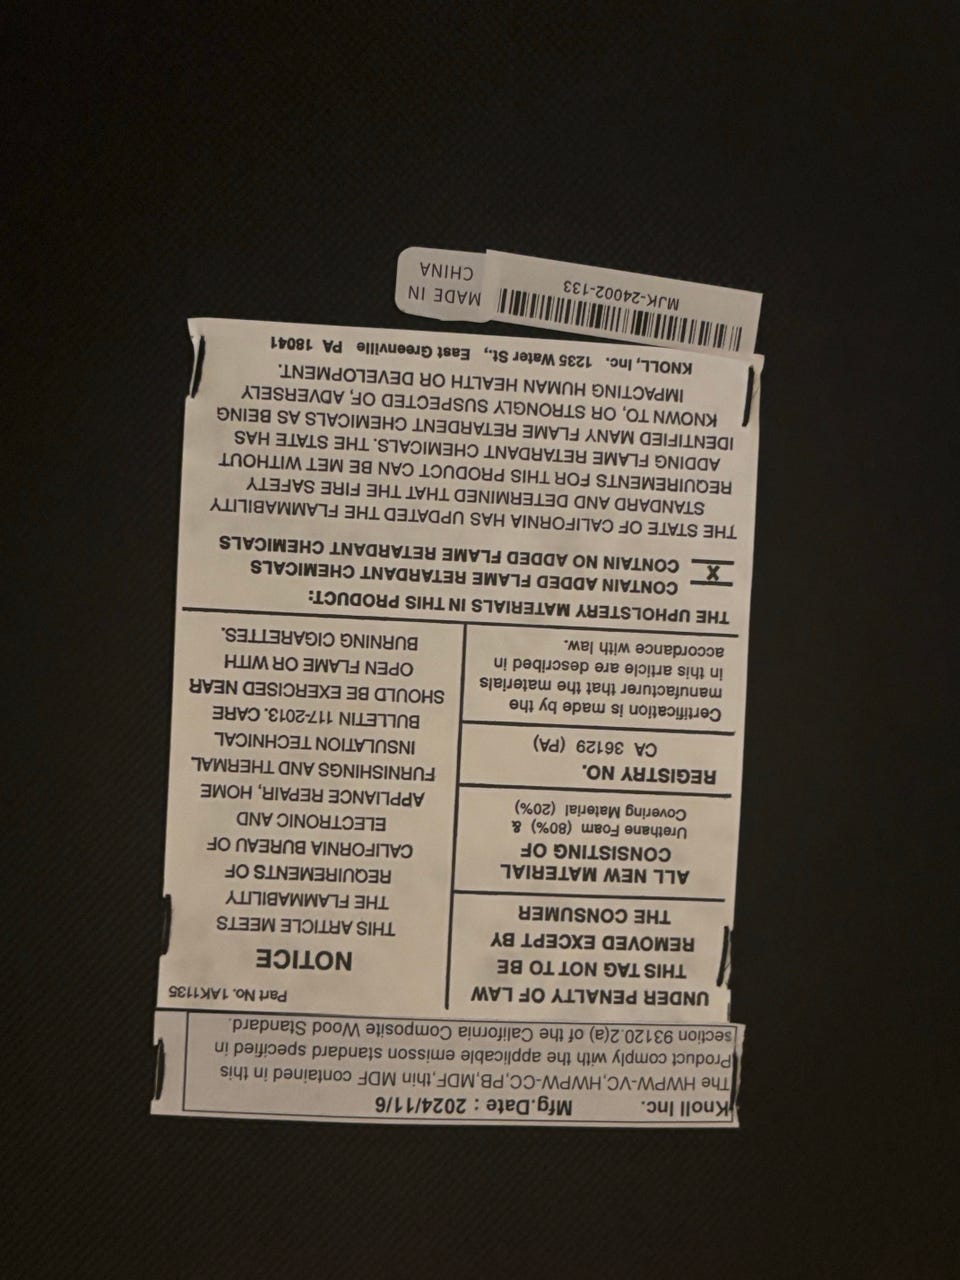 Knoll Inc. Mfg.Date : 2024/11/6
The HWPW-VC,HWPW-CC,PB,MDF,thin MDF contained in this
Product comply with the applicable emisson standard specified in
section 93120.2(a) of the California Composite Wood Standard.
UNDER PENALTY OF LAW
THIS TAG NOT TO BE
REMOVED EXCEPT BY
THE CONSUMER
ALL NEW MATERIAL
CONSISTING OF
Urethane Foam (80%) &
Covering Material (20%)
REGISTRY NO.
CA 36129 (PA)
Certification is made by the
manufacturer that the materials
in this article are described in
accordance with law.
Part No. 1AK1135
NOTICE
THIS ARTICLE MEETS
THE FLAMMABILITY
REQUIREMENTS OF
CALIFORNIA BUREAU OF
ELECTRONIC AND
APPLIANCE REPAIR, HOME
FURNISHINGS AND THERMAL
INSULATION TECHNICAL
BULLETIN 117-2013. CARE
SHOULD BE EXERCISED NEAR
OPEN FLAME OR WITH
BURNING CIGARETTES.
THE UPHOLSTERY MATERIALS IN THIS PRODUCT:
CONTAIN ADDED FLAME RETARDANT CHEMICALS
X CONTAIN NO ADDED FLAME RETARDANT CHEMICALS
THE STATE OF CALIFORNIA HAS UPDATED THE FLAMMABILITY
STANDARD AND DETERMINED THAT THE FIRE SAFETY
REQUIREMENTS FOR THIS PRODUCT CAN BE MET WITHOUT
ADDING FLAME RETARDANT CHEMICALS. THE STATE HAS
IDENTIFIED MANY FLAME RETARDENT CHEMICALS AS BEING
KNOWN TO, OR STRONGLY SUSPECTED OF, ADVERSELY
IMPACTING HUMAN HEALTH OR DEVELOPMENT.
KNOLL, Inc. 1235 Water St., East Greenville PA 18041
MJK-24002-133
MADE IN
CHINA